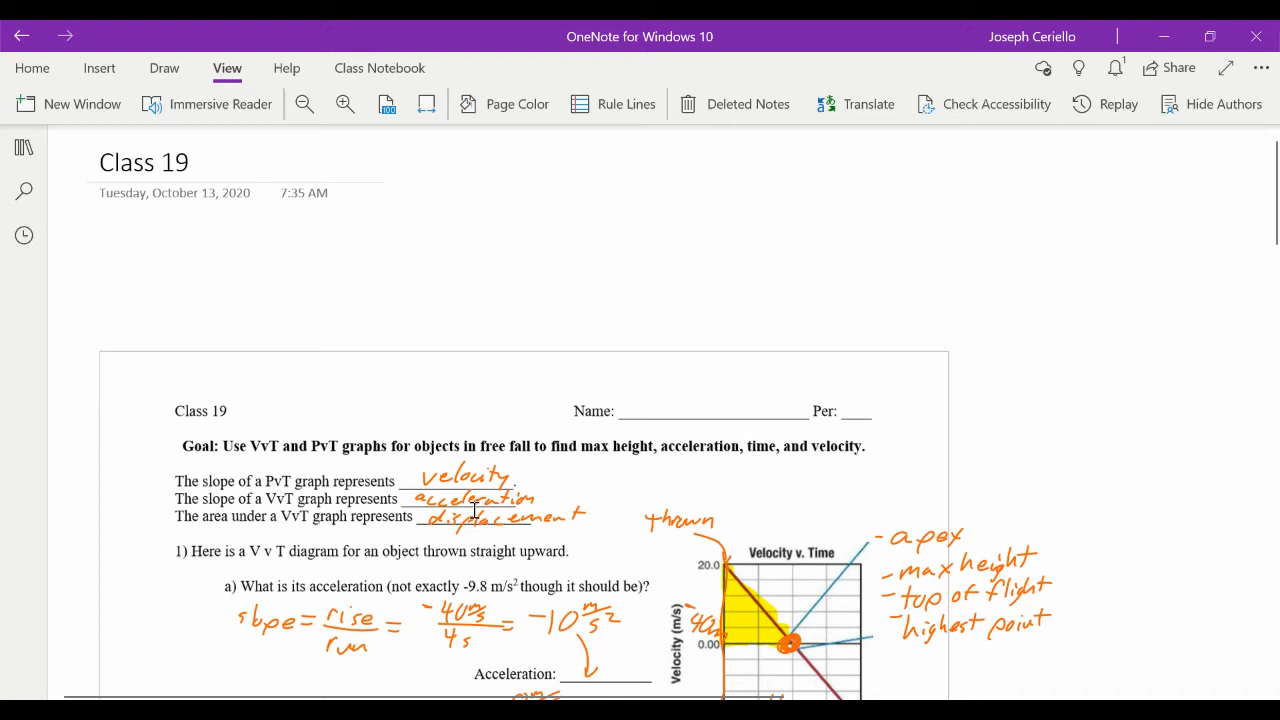 OneNote for Windows 10
Joseph Ceriello
Home Insert Draw View Help Class Notebook
1
Share
New Window Immersive Reader 100 Page Color Rule Lines Deleted Notes Translate Check Accessibility Replay Hide Authors
Class 19
Tuesday, October 13, 2020 7:35 AM
Class 19 Name: ____________________ Per: ____
Goal: Use VvT and PvT graphs for objects in free fall to find max height, acceleration, time, and velocity.
The slope of a PvT graph represents velocity.
The slope of a VvT graph represents acceleration
The area under a VvT graph represents displacement
thrown
1) Here is a V v T diagram for an object thrown straight upward.
Velocity v. Time
- apex
- max height
- top of flight
- highest point
20.0
a) What is its acceleration (not exactly -9.8 m/s² though it should be)?
slope = rise/run = -40 m/s / 4s = -10 m/s²
Velocity (m/s)
0.00
Acceleration: __________